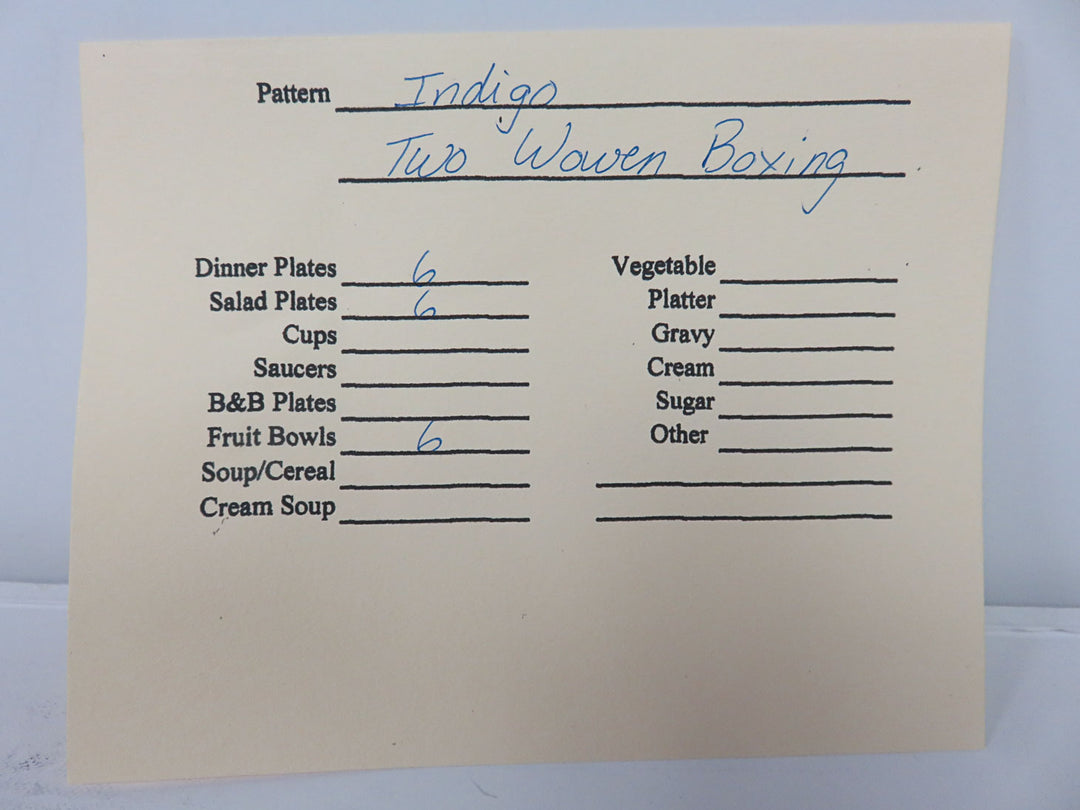 Pattern Indigo
Two Woven Boxing
Dinner Plates 6
Salad Plates 6
Cups
Saucers
B&B Plates
Fruit Bowls 6
Soup/Cereal
Cream Soup
Vegetable
Platter
Gravy
Cream
Sugar
Other